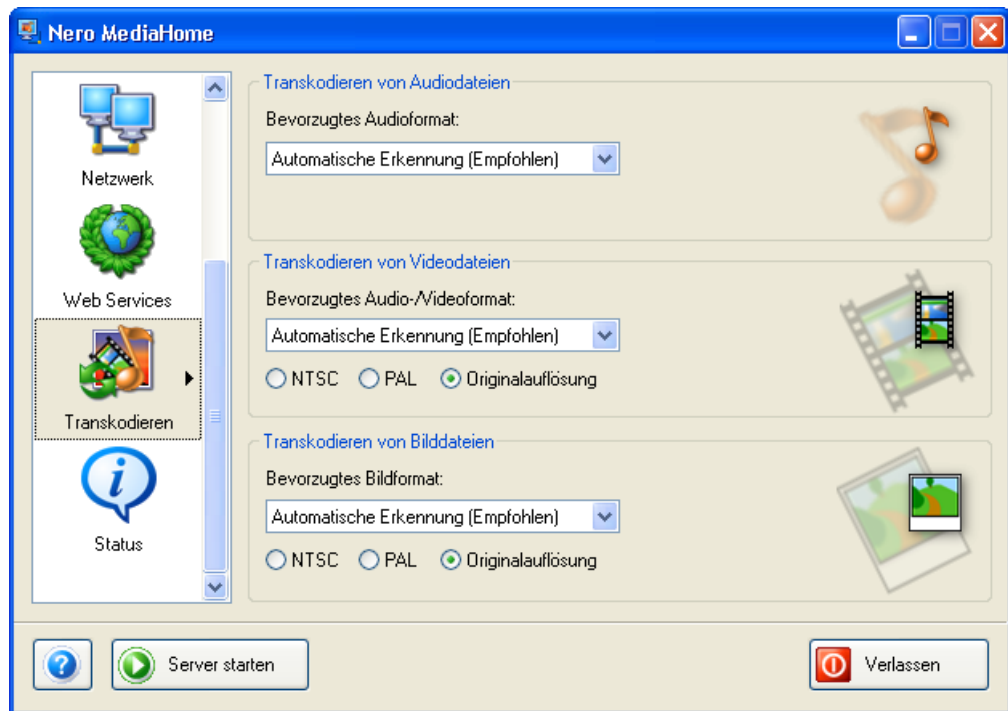 Nero MediaHome
Netzwerk
Web Services
Transkodieren
Status
Transkodieren von Audiodateien
Bevorzugtes Audioformat:
Automatische Erkennung (Empfohlen)
Transkodieren von Videodateien
Bevorzugtes Audio-/Videoformat:
Automatische Erkennung (Empfohlen)
NTSC PAL Originalauflösung
Transkodieren von Bilddateien
Bevorzugtes Bildformat:
Automatische Erkennung (Empfohlen)
NTSC PAL Originalauflösung
Server starten
Verlassen